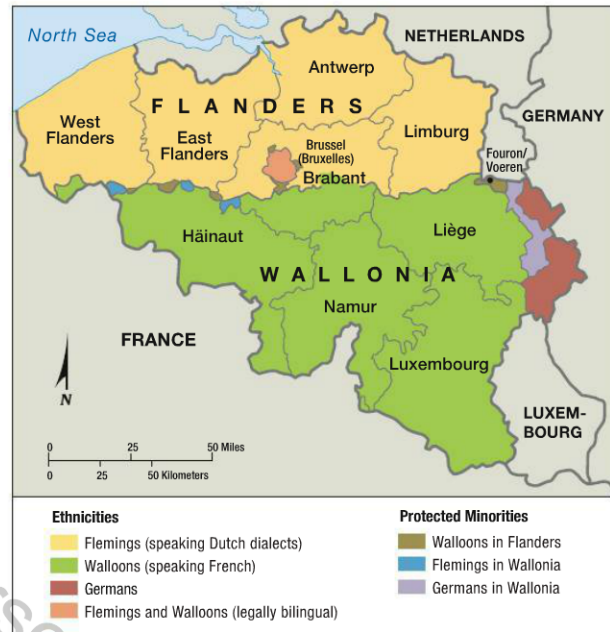 North Sea
NETHERLANDS
Antwerp
FLANDERS
West
Flanders
East
Flanders
Brussel
(Bruxelles)
Brabant
Limburg
GERMANY
Fouron/
Voeren
Häinaut
Liège
WALLONIA
Namur
FRANCE
Luxembourg
LUXEM-
BOURG
N
0 25 50 Miles
0 25 50 Kilometers
Ethnicities
Flemings (speaking Dutch dialects)
Walloons (speaking French)
Germans
Flemings and Walloons (legally bilingual)
Protected Minorities
Walloons in Flanders
Flemings in Wallonia
Germans in Wallonia